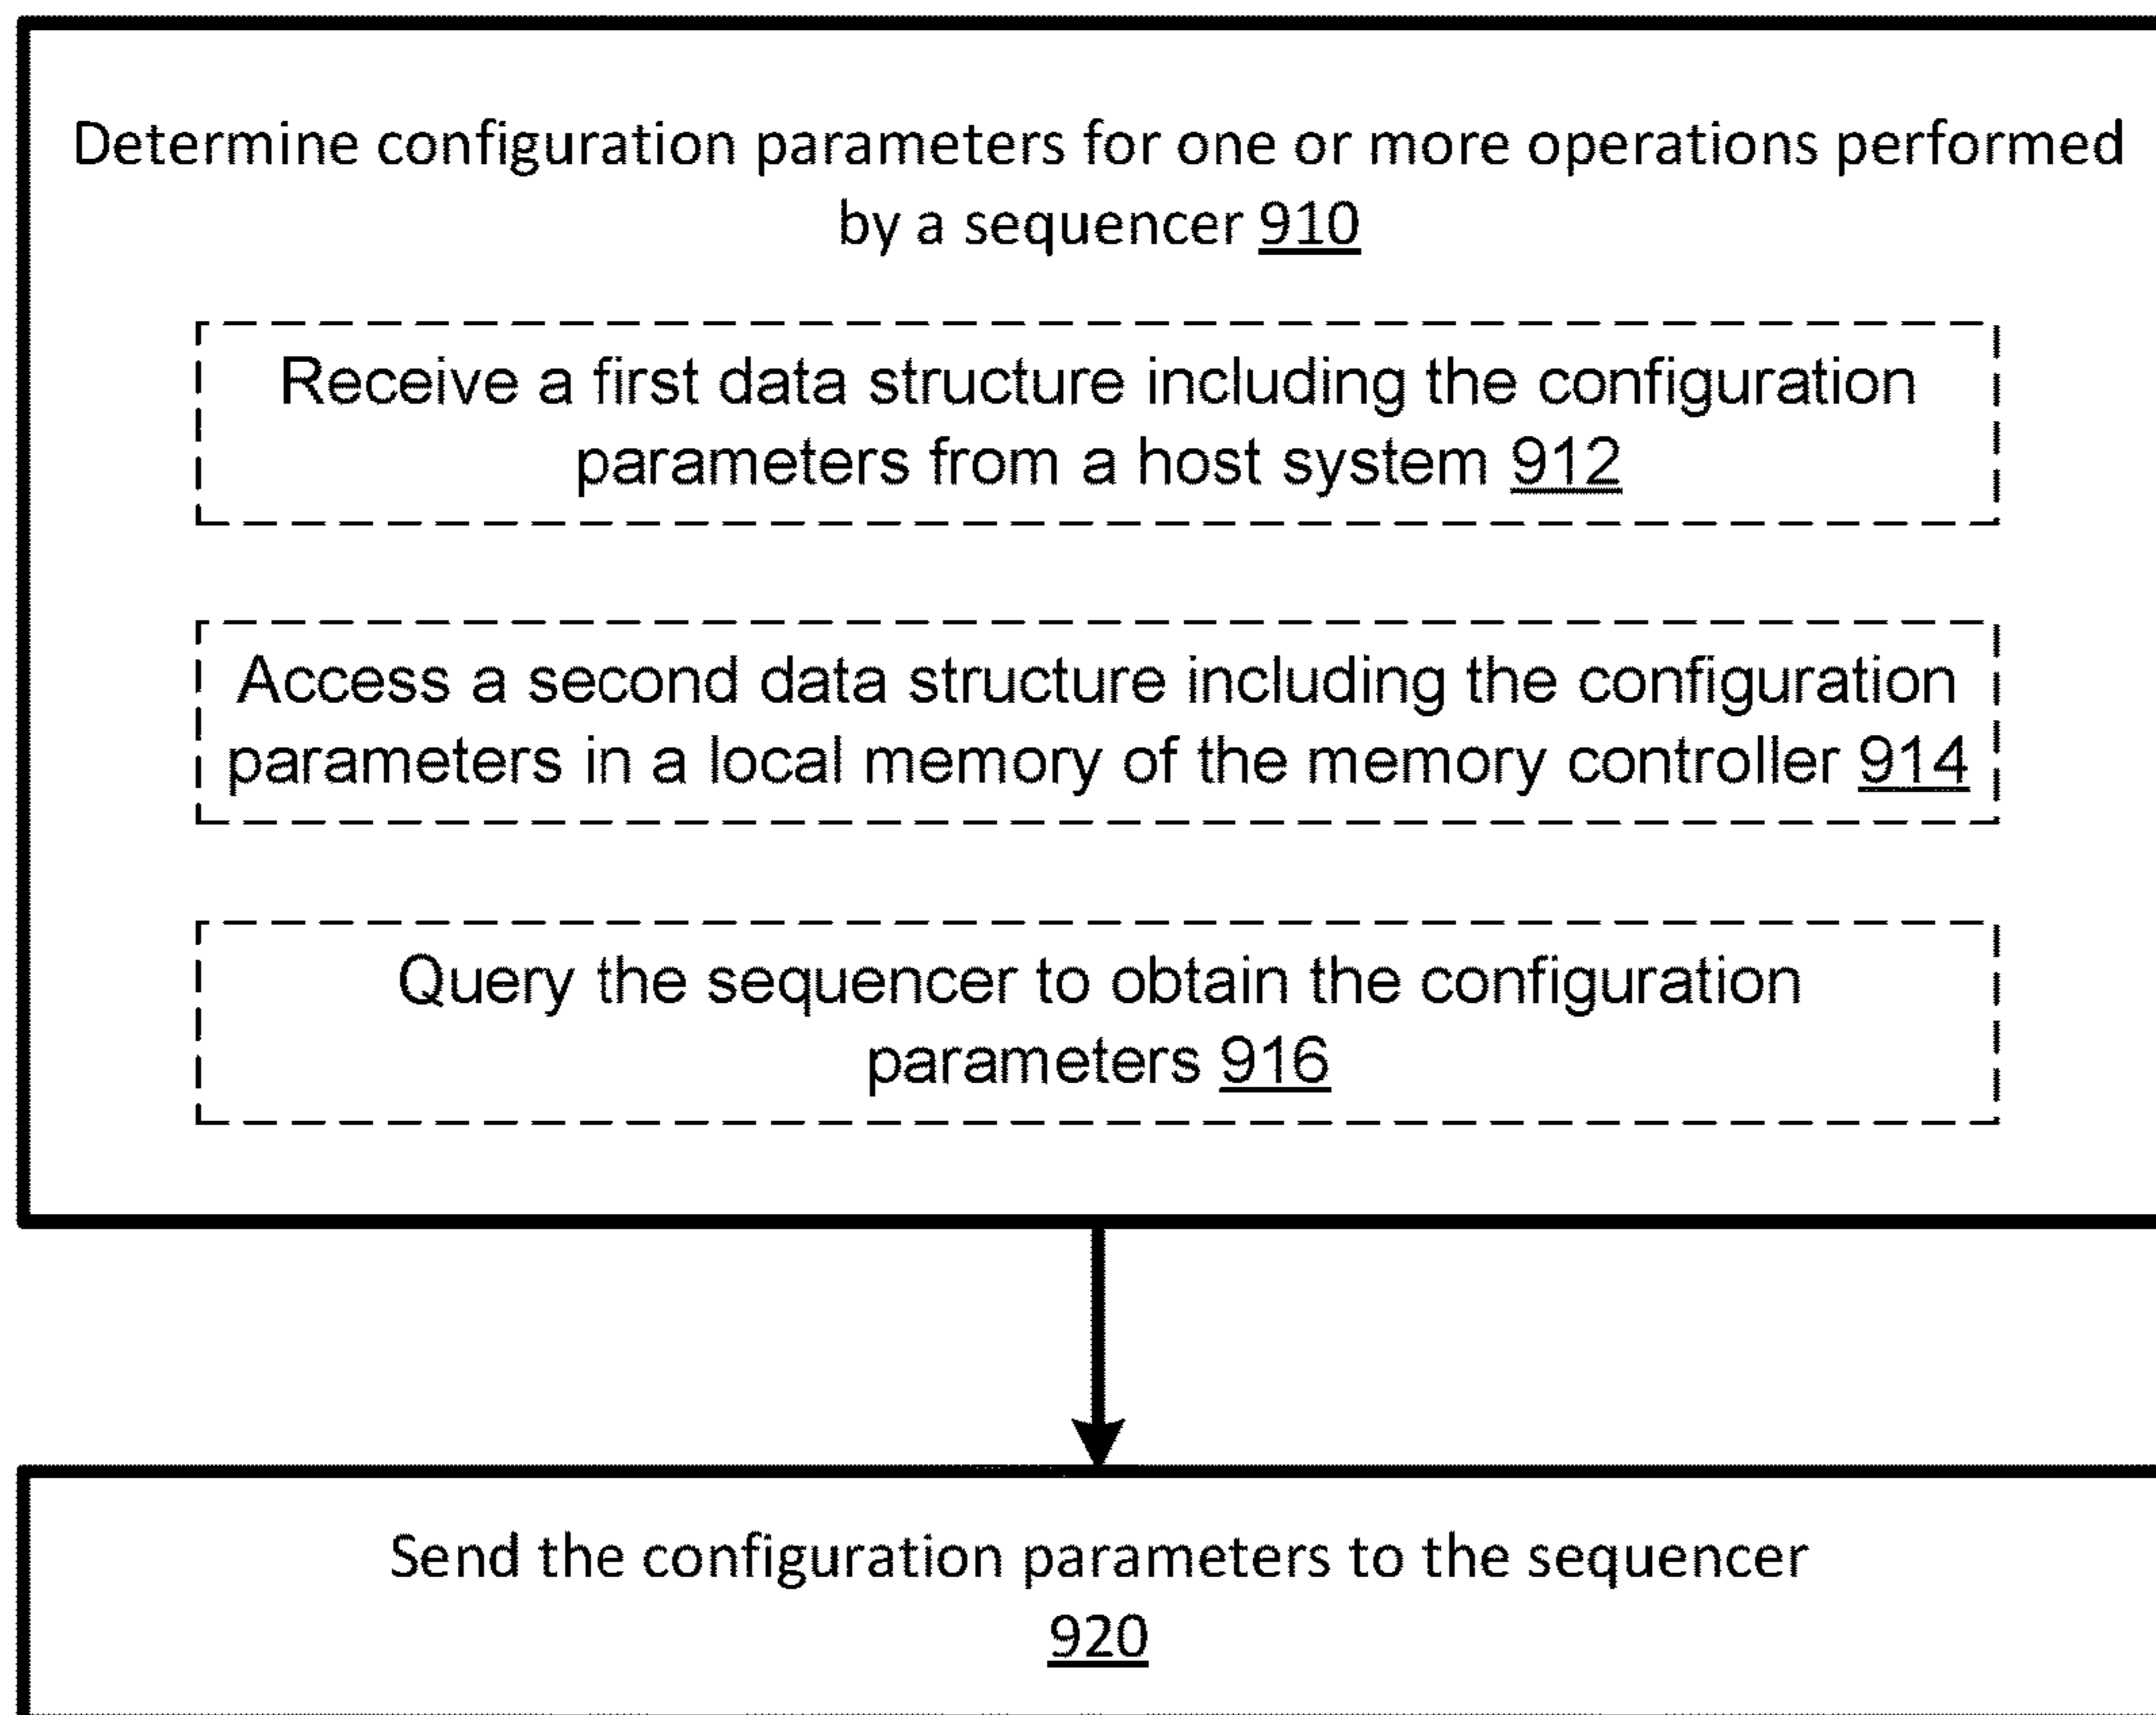 Determine configuration parameters for one or more operations performed
by a sequencer 910
Receive a first data structure including the configuration
parameters from a host system 912
Access a second data structure including the configuration
parameters in a local memory of the memory controller 914
Query the sequencer to obtain the configuration
parameters 916
Send the configuration parameters to the sequencer
920